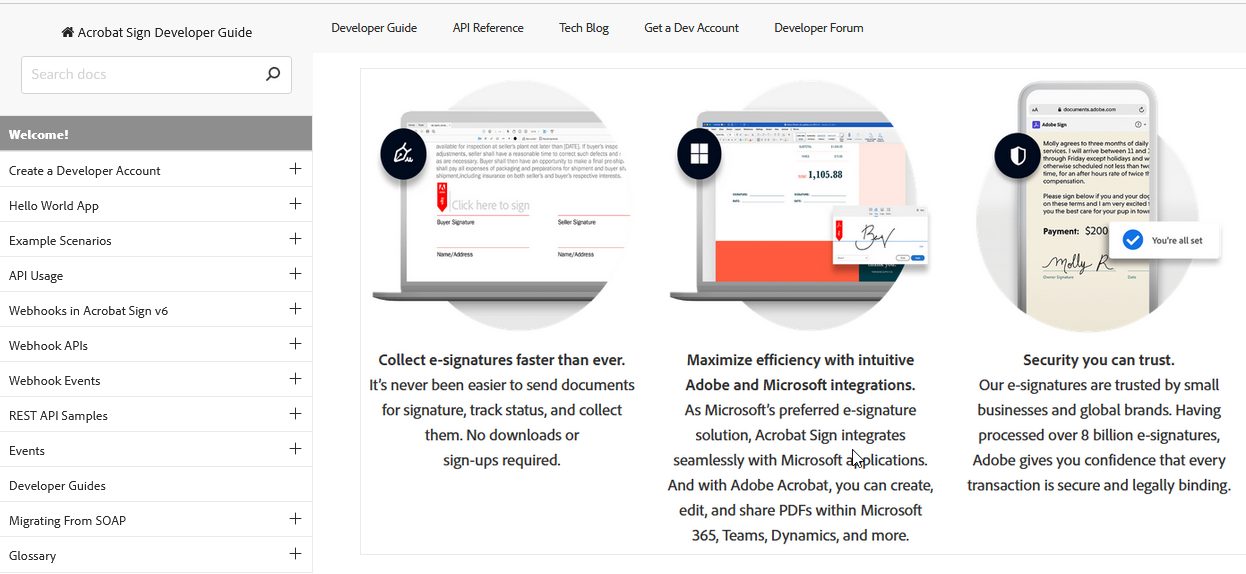 Acrobat Sign Developer Guide
Developer Guide
API Reference
Tech Blog
Get a Dev Account
Developer Forum
Search docs
Welcome!
Create a Developer Account
Hello World App
Example Scenarios
API Usage
Webhooks in Acrobat Sign v6
Webhook APIs
Webhook Events
REST API Samples
Events
Developer Guides
Migrating From SOAP
Glossary
available for inspection at seller's plant not later than [DATE], if buyer's inspe
adjustments, seller shall have a reasonable time to correct such defects and
as are necessary. Buyer shall then have an opportunity to make a final pre-ship
shall pay all expenses of packaging and preparations for shipment and buyer sh
shipment,including insurance on both seller's and buyer's respective interests.
Click here to sign
Buyer Signature
Seller Signature
Name/Address
Name/Address
Collect e-signatures faster than ever.
It's never been easier to send documents
for signature, track status, and collect
them. No downloads or
sign-ups required.
1,105.88
Bev
Maximize efficiency with intuitive
Adobe and Microsoft integrations.
As Microsoft's preferred e-signature
solution, Acrobat Sign integrates
seamlessly with Microsoft applications.
And with Adobe Acrobat, you can create,
edit, and share PDFs within Microsoft
365, Teams, Dynamics, and more.
AA
documents.adobe.com
Adobe Sign
Molly agrees to three months of daily
services. I will arrive between 11 and
through Friday except holidays and w
otherwise scheduled not less than two
time, for an after hours rate of twice th
compensation.
Please sign below if you and your dog
on these terms and I am very excited t
you the best care for your pup in town
Payment: $200
You're all set
Molly R
Owner Signature
Date
Security you can trust.
Our e-signatures are trusted by small
businesses and global brands. Having
processed over 8 billion e-signatures,
Adobe gives you confidence that every
transaction is secure and legally binding.